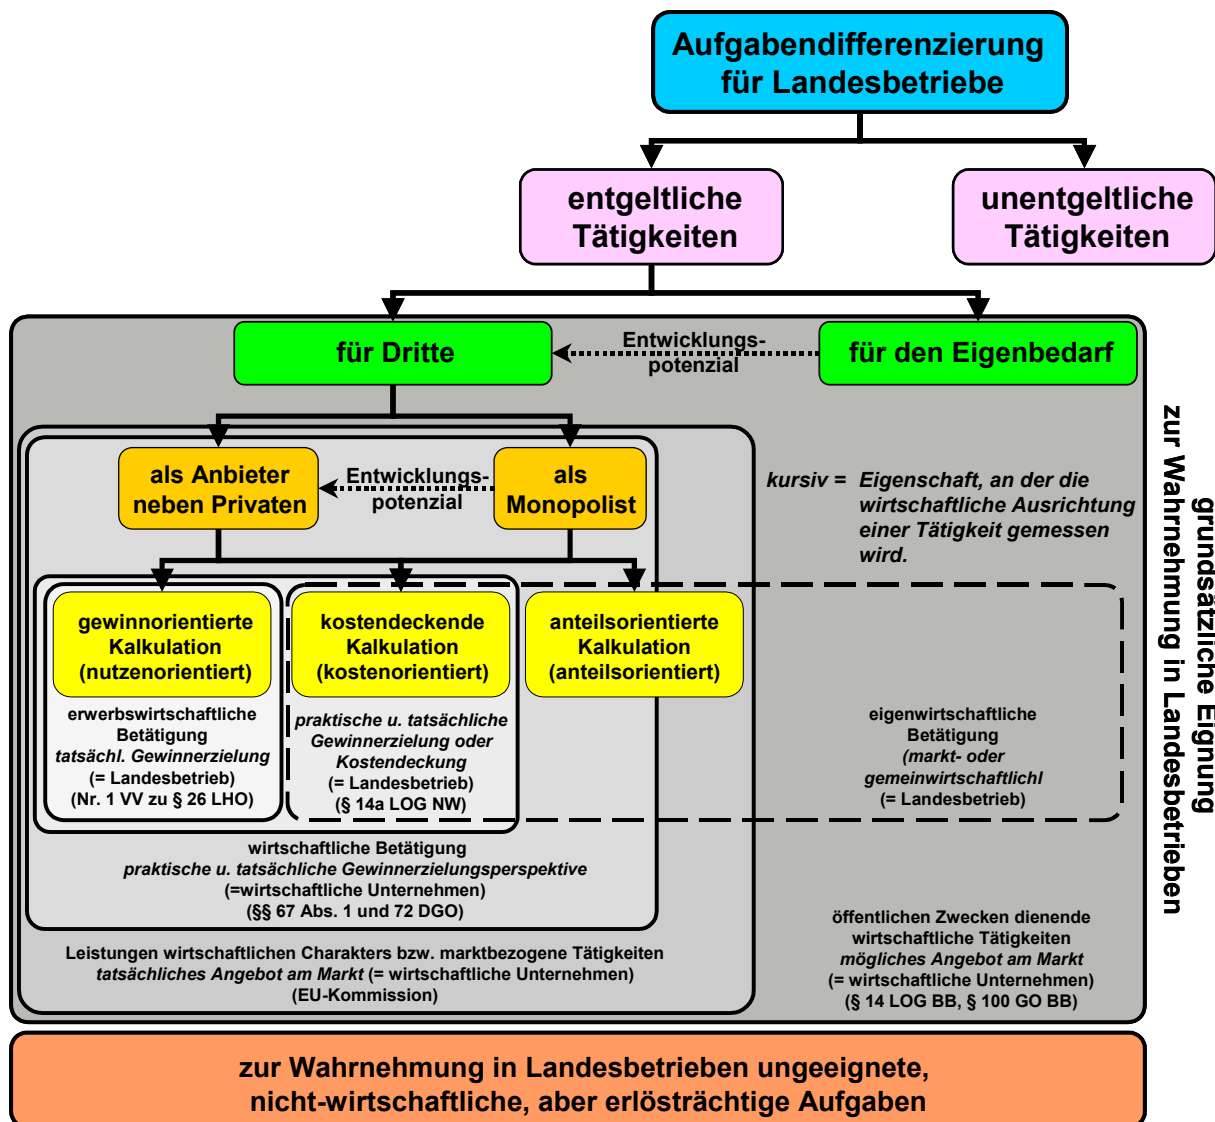 Aufgabendifferenzierung
für Landesbetriebe
entgeltliche
Tätigkeiten
unentgeltliche
Tätigkeiten
für Dritte
Entwicklungs-
potenzial
für den Eigenbedarf
als Anbieter
neben Privaten
Entwicklungs-
potenzial
als
Monopolist
kursiv = Eigenschaft, an der die
wirtschaftliche Ausrichtung
einer Tätigkeit gemessen
wird.
gewinnorientierte
Kalkulation
(nutzenorientiert)
kostendeckende
Kalkulation
(kostenorientiert)
anteilsorientierte
Kalkulation
(anteilsorientiert)
erwerbswirtschaftliche
Betätigung
tatsächl. Gewinnerzielung
(= Landesbetrieb)
(Nr. 1 VV zu § 26 LHO)
praktische u. tatsächliche
Gewinnerzielung oder
Kostendeckung
(= Landesbetrieb)
(§ 14a LOG NW)
eigenwirtschaftliche
Betätigung
(markt- oder
gemeinwirtschaftlichl
(= Landesbetrieb)
wirtschaftliche Betätigung
praktische u. tatsächliche Gewinnerzielungsperspektive
(=wirtschaftliche Unternehmen)
(§§ 67 Abs. 1 und 72 DGO)
Leistungen wirtschaftlichen Charakters bzw. marktbezogene Tätigkeiten
tatsächliches Angebot am Markt (= wirtschaftliche Unternehmen)
(EU-Kommission)
öffentlichen Zwecken dienende
wirtschaftliche Tätigkeiten
mögliches Angebot am Markt
(= wirtschaftliche Unternehmen)
(§ 14 LOG BB, § 100 GO BB)
grundsätzliche Eignung
zur Wahrnehmung in Landesbetrieben
zur Wahrnehmung in Landesbetrieben ungeeignete,
nicht-wirtschaftliche, aber erlösträchtige Aufgaben